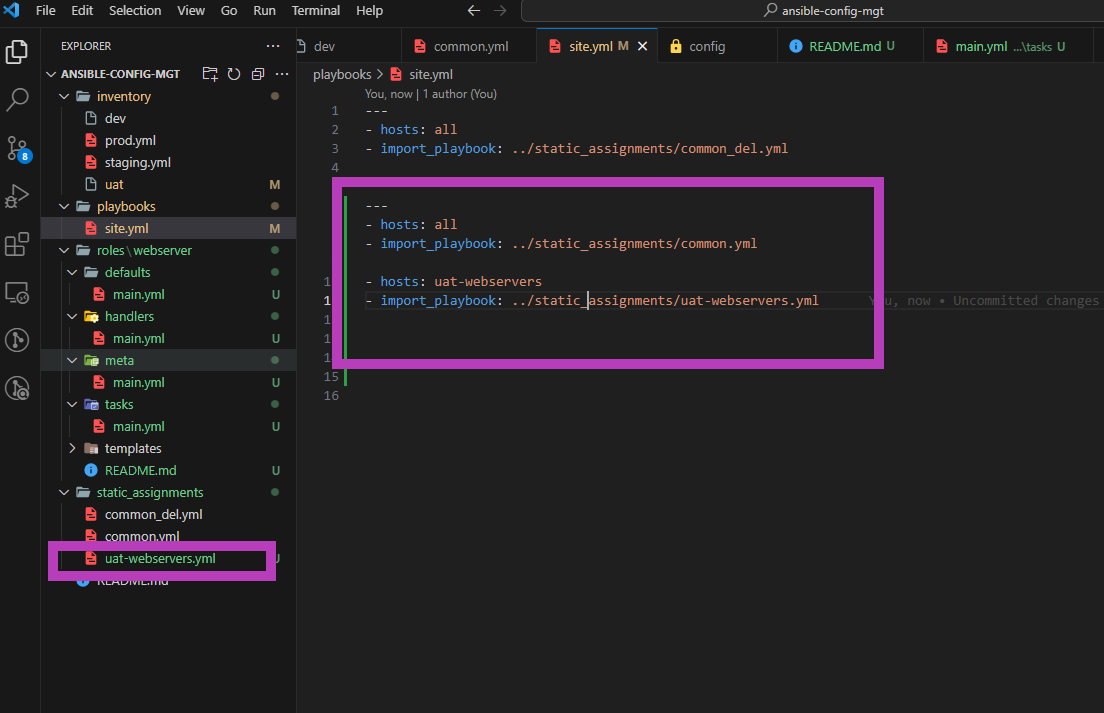 File Edit Selection View Go Run Terminal Help
ansible-config-mgt
EXPLORER
dev
common.yml
site.yml M
config
README.md U
main.yml ...\tasks U
ANSIBLE-CONFIG-MGT
playbooks > site.yml
You, now | 1 author (You)
inventory
dev
prod.yml
staging.yml
uat M
playbooks
site.yml M
roles\webserver
defaults
main.yml U
handlers
main.yml U
meta
main.yml U
tasks
main.yml U
templates
README.md U
static_assignments
common_del.yml
common.yml
uat-webservers.yml U
README.md
8
1 ---
2 - hosts: all
3 - import_playbook: ../static_assignments/common_del.yml
4
---
- hosts: all
- import_playbook: ../static_assignments/common.yml
- hosts: uat-webservers
- import_playbook: ../static_assignments/uat-webservers.yml You, now • Uncommitted changes
15
16